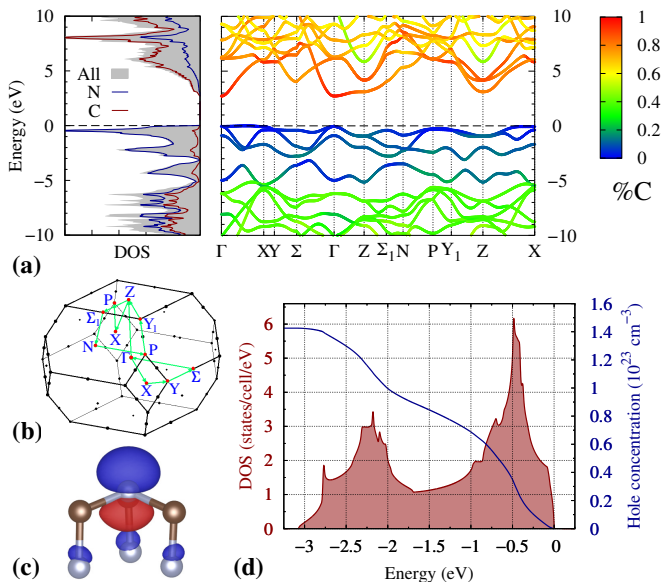 10
5
0
−5
−10
Energy (eV)
All
N
C
DOS
(a)
10
5
0
−5
−10
Γ X Y Σ Γ Z Σ1 N P Y1 Z X
1
0.8
0.6
0.4
0.2
0
%C
Z
P
Σ1
Y1
X
N
Γ
P
Σ
X
Y
(b)
(c)
6
5
4
3
2
1
0
DOS (states/cell/eV)
1.6
1.4
1.2
1.0
0.8
0.6
0.4
0.2
0
Hole concentration (10^23 cm^−3)
−3 −2.5 −2 −1.5 −1 −0.5 0
Energy (eV)
(d)